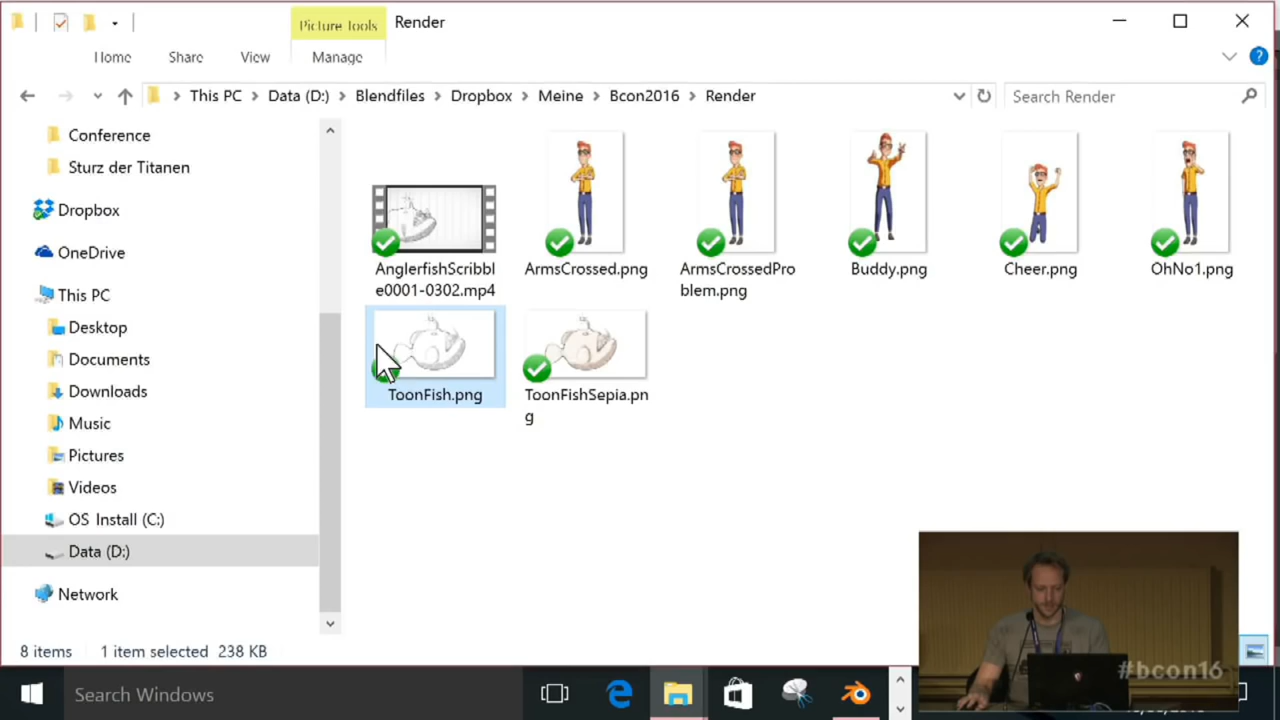 Picture Tools
Render
Home
Share
View
Manage
This PC
Data (D:)
Blendfiles
Dropbox
Meine
Bcon2016
Render
Search Render
Conference
Sturz der Titanen
Dropbox
OneDrive
This PC
Desktop
Documents
Downloads
Music
Pictures
Videos
OS Install (C:)
Data (D:)
Network
AnglerfishScribbl
e0001-0302.mp4
ArmsCrossed.png
ArmsCrossedPro
blem.png
Buddy.png
Cheer.png
OhNo1.png
ToonFish.png
ToonFishSepia.pn
g
8 items
1 item selected 238 KB
#bcon16
Search Windows